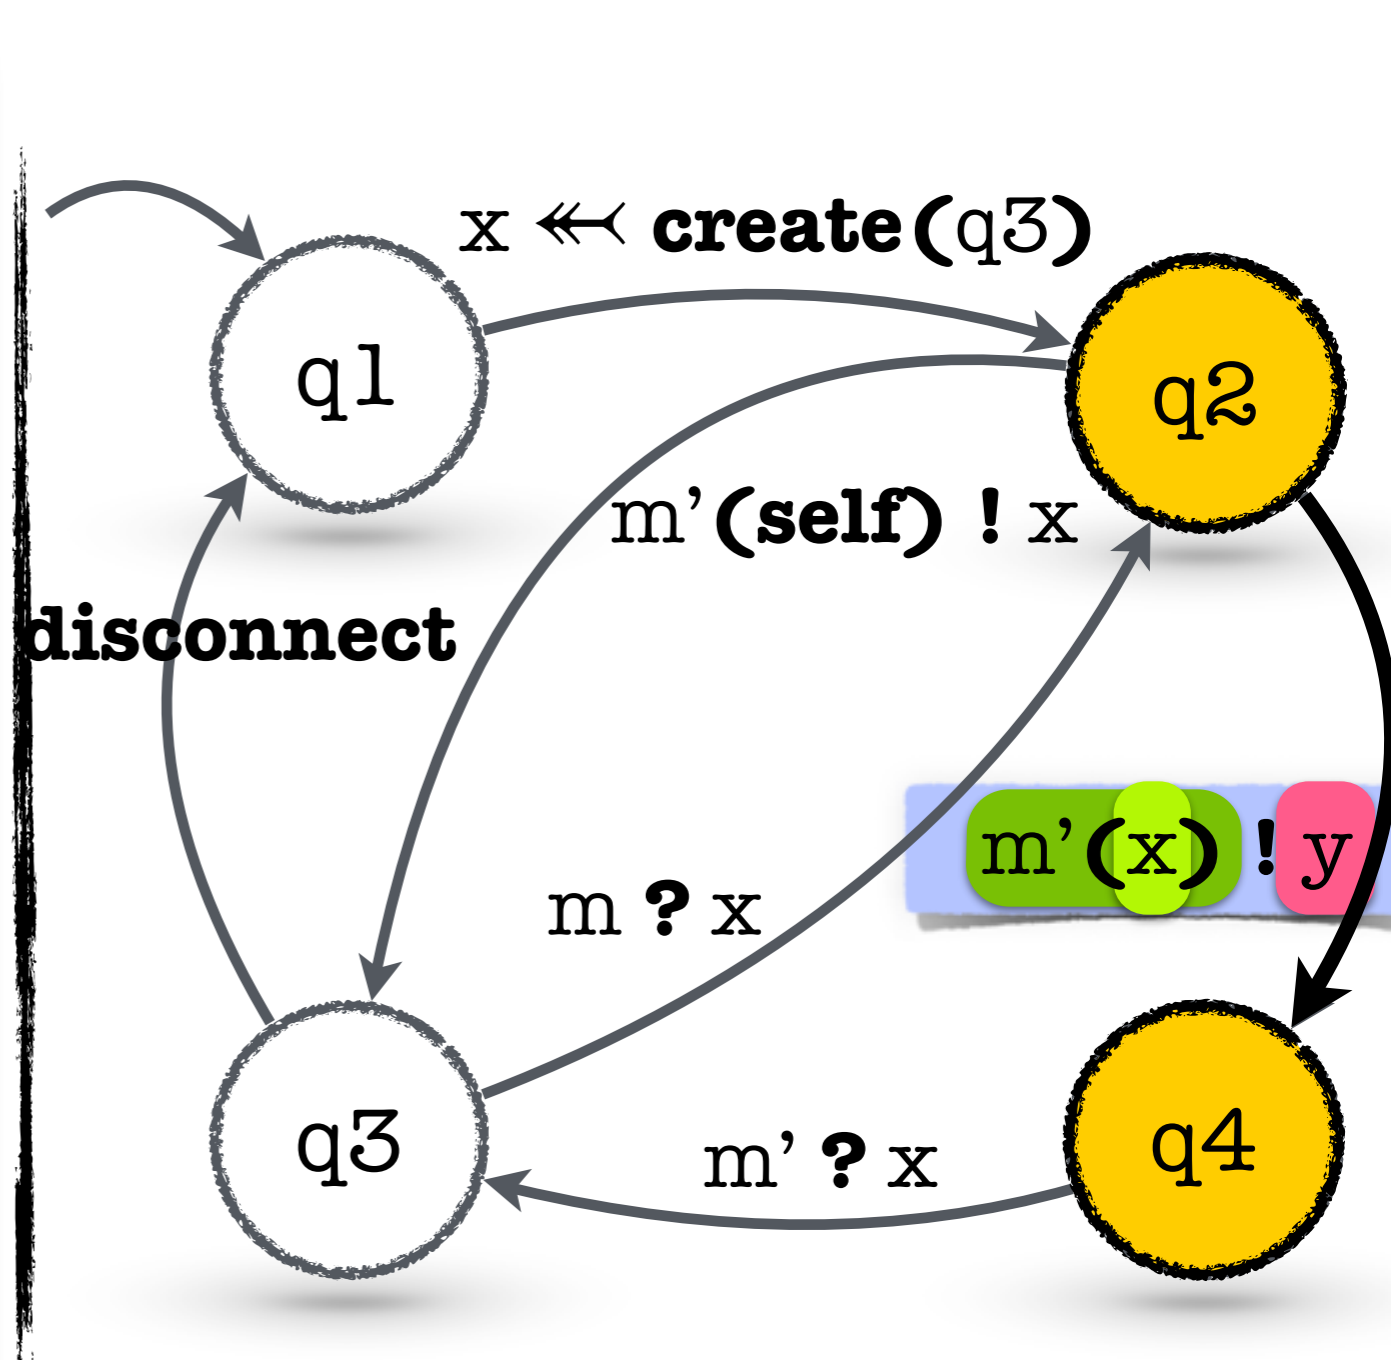 x ↞ create(q3)
q1
q2
m'(self) ! x
disconnect
m'(x) ! y
m ? x
q3
m' ? x
q4